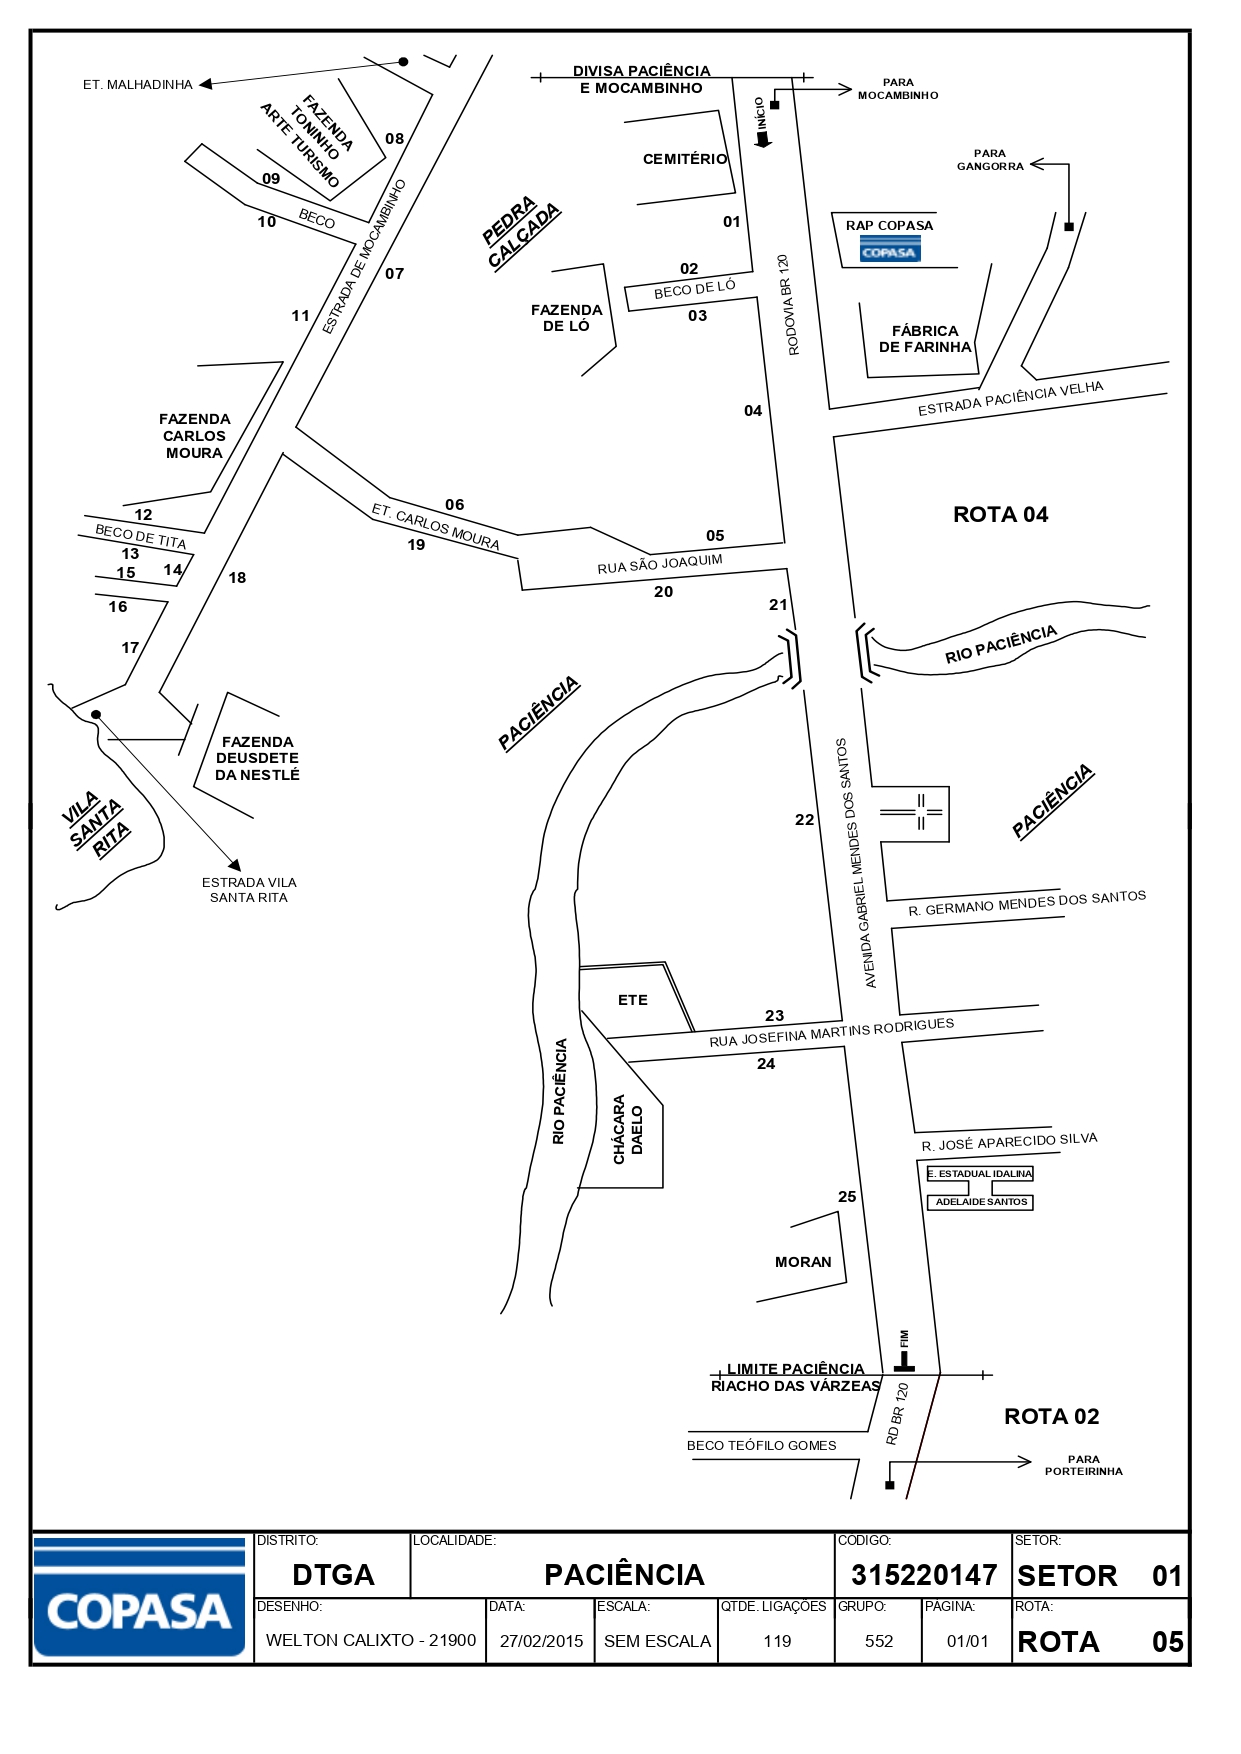 DIVISA PACIÊNCIA
E MOCAMBINHO
ET. MALHADINHA
PARA
MOCAMBINHO
INÍCIO
FAZENDA
TONINHO
ARTE TURISMO
08
CEMITÉRIO
PARA
GANGORRA
09
10
BECO
ESTRADA DE MOCAMBINHO
PEDRA
CALÇADA
01
RAP COPASA
COPASA
07
02
BECO DE LÓ
03
RODOVIA BR 120
11
FAZENDA
DE LÓ
FÁBRICA
DE FARINHA
ESTRADA PACIÊNCIA VELHA
04
FAZENDA
CARLOS
MOURA
06
ET. CARLOS MOURA
19
ROTA 04
12
BECO DE TITA
13
14
15
16
17
18
05
RUA SÃO JOAQUIM
20
21
RIO PACIÊNCIA
PACIÊNCIA
FAZENDA
DEUSDETE
DA NESTLÉ
VILA
SANTA
RITA
ESTRADA VILA
SANTA RITA
22
AVENIDA GABRIEL MENDES DOS SANTOS
PACIÊNCIA
R. GERMANO MENDES DOS SANTOS
ETE
23
RUA JOSEFINA MARTINS RODRIGUES
24
RIO PACIÊNCIA
CHÁCARA
DAELO
R. JOSÉ APARECIDO SILVA
E. ESTADUAL IDALINA
ADELAIDE SANTOS
25
MORAN
FIM
LIMITE PACIÊNCIA
RIACHO DAS VÁRZEAS
RD BR 120
ROTA 02
BECO TEÓFILO GOMES
PARA
PORTEIRINHA
COPASA
DISTRITO:
DTGA
LOCALIDADE:
PACIÊNCIA
CODIGO:
315220147
SETOR:
SETOR 01
DESENHO:
WELTON CALIXTO - 21900
DATA:
27/02/2015
ESCALA:
SEM ESCALA
QTDE. LIGAÇÕES
119
GRUPO:
552
PÁGINA:
01/01
ROTA:
ROTA 05